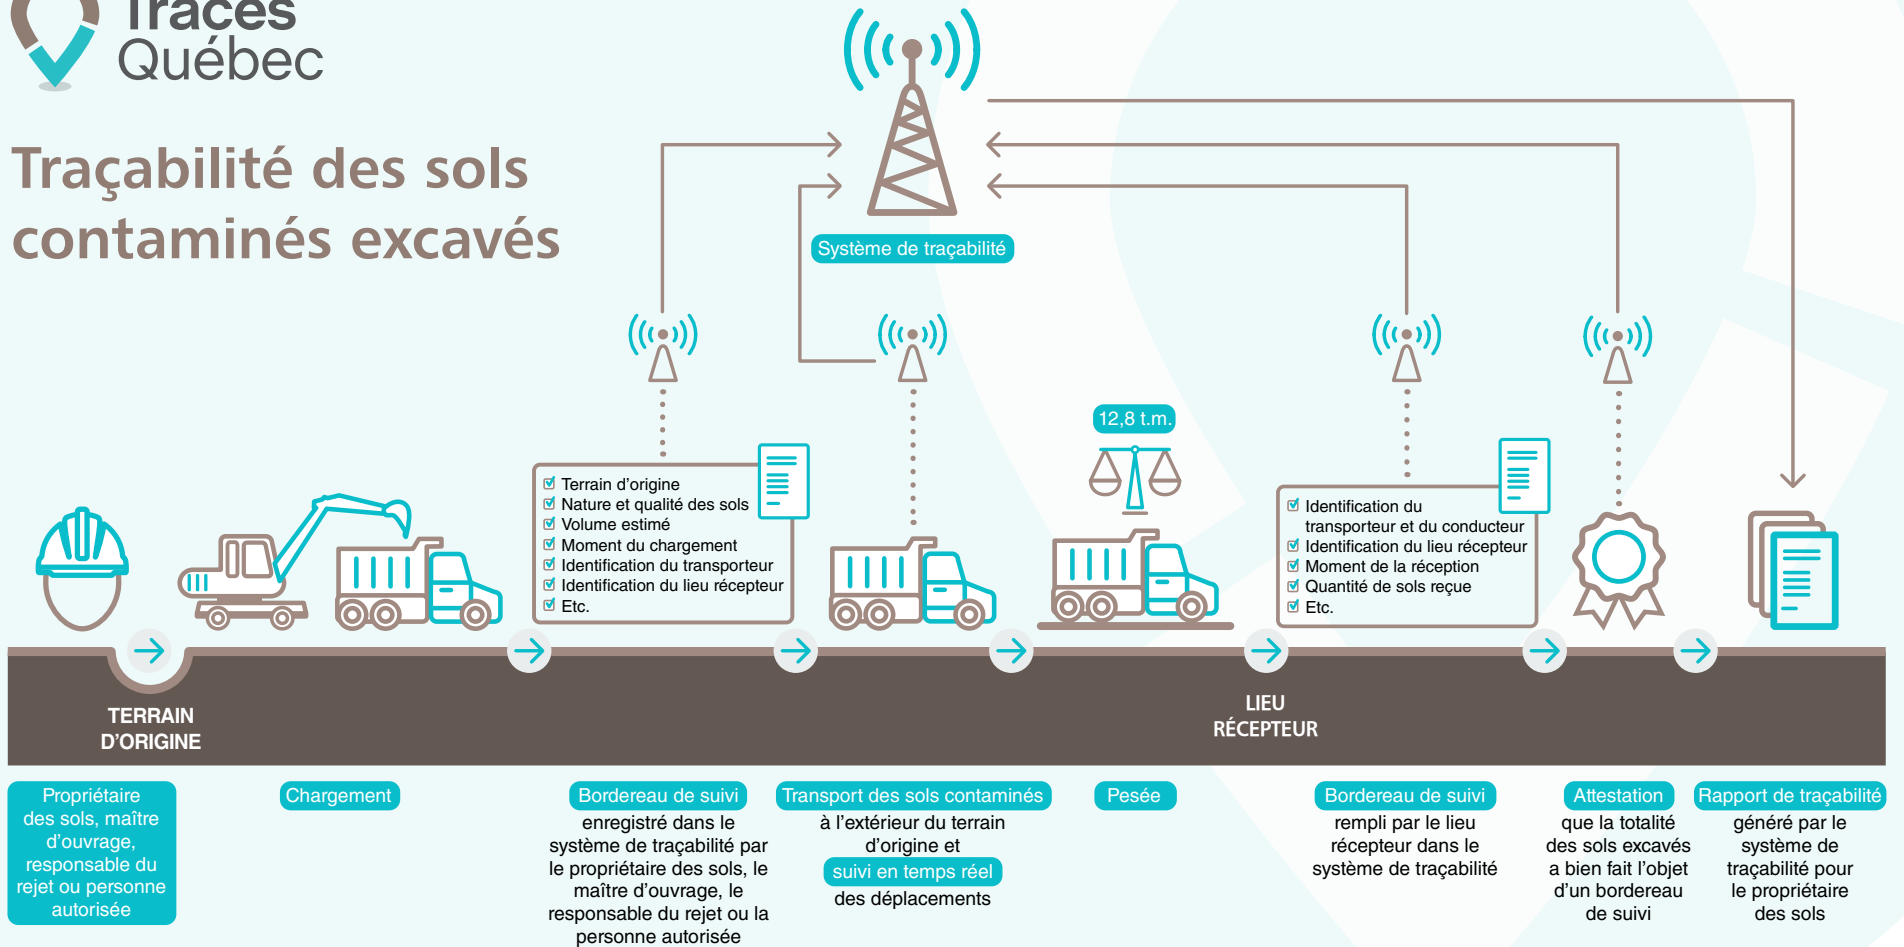 Traces
Québec
Traçabilité des sols
contaminés excavés
Système de traçabilité
12,8 t.m.
Terrain d'origine
Nature et qualité des sols
Volume estimé
Moment du chargement
Identification du transporteur
Identification du lieu récepteur
Etc.
Identification du
transporteur et du conducteur
Identification du lieu récepteur
Moment de la réception
Quantité de sols reçue
Etc.
TERRAIN
D'ORIGINE
LIEU
RÉCEPTEUR
Propriétaire
des sols, maître
d'ouvrage,
responsable du
rejet ou personne
autorisée
Chargement
Bordereau de suivi
enregistré dans le
système de traçabilité par
le propriétaire des sols, le
maître d'ouvrage, le
responsable du rejet ou la
personne autorisée
Transport des sols contaminés
à l'extérieur du terrain
d'origine et
suivi en temps réel
des déplacements
Pesée
Bordereau de suivi
rempli par le lieu
récepteur dans le
système de traçabilité
Attestation
que la totalité
des sols excavés
a bien fait l'objet
d'un bordereau
de suivi
Rapport de traçabilité
généré par le
système de
traçabilité pour
le propriétaire
des sols